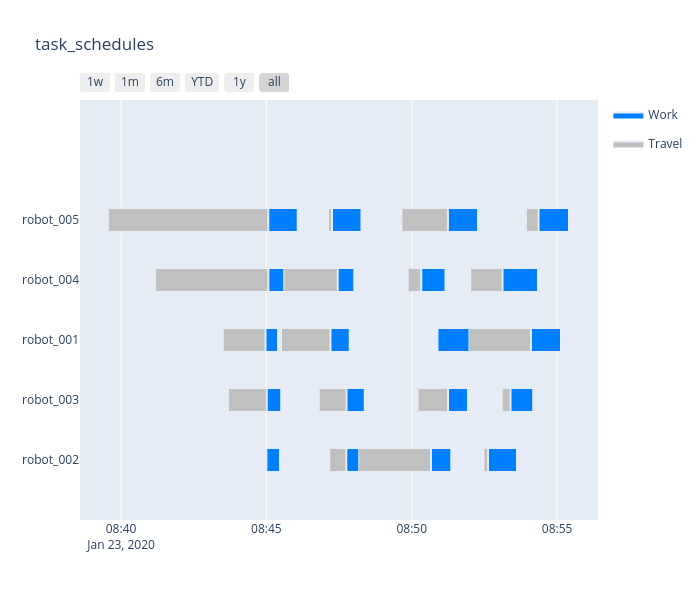 task_schedules
1w 1m 6m YTD 1y all
Work
Travel
robot_005
robot_004
robot_001
robot_003
robot_002
08:40 08:45 08:50 08:55
Jan 23, 2020